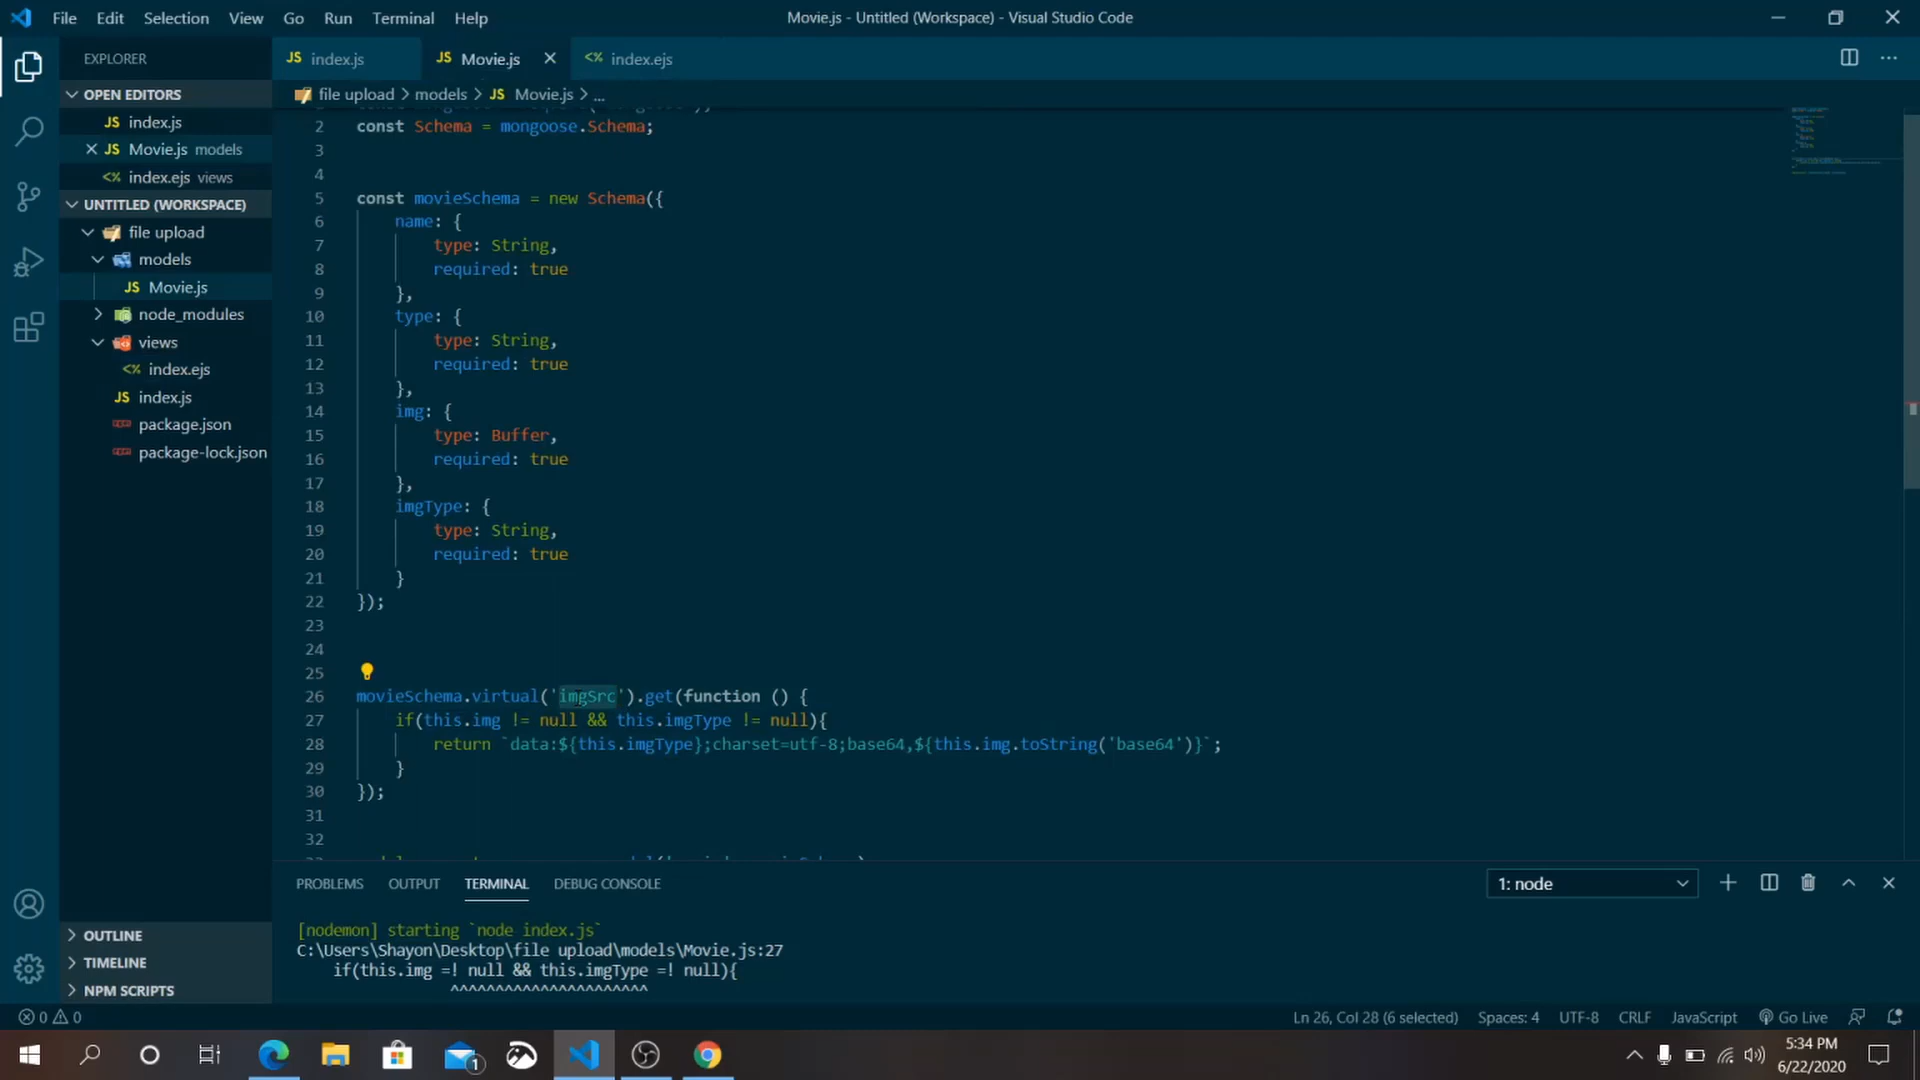 File Edit Selection View Go Run Terminal Help
Movie.js - Untitled (Workspace) - Visual Studio Code
EXPLORER
JS index.js
JS Movie.js
<% index.ejs
OPEN EDITORS
JS index.js
JS Movie.js models
<% index.ejs views
UNTITLED (WORKSPACE)
file upload
models
JS Movie.js
node_modules
views
<% index.ejs
JS index.js
package.json
package-lock.json
OUTLINE
TIMELINE
NPM SCRIPTS
file upload > models > JS Movie.js > ...
2 const Schema = mongoose.Schema;
3
4
5 const movieSchema = new Schema({
6 name: {
7 type: String,
8 required: true
9 },
10 type: {
11 type: String,
12 required: true
13 },
14 img: {
15 type: Buffer,
16 required: true
17 },
18 imgType: {
19 type: String,
20 required: true
21 }
22 });
23
24
25
26 movieSchema.virtual('imgSrc').get(function () {
27 if(this.img != null && this.imgType != null){
28 return `data:${this.imgType};charset=utf-8;base64,${this.img.toString('base64')}`;
29 }
30 });
31
32
PROBLEMS OUTPUT TERMINAL DEBUG CONSOLE
1: node
[nodemon] starting `node index.js`
C:\Users\Shayon\Desktop\file upload\models\Movie.js:27
if(this.img =! null && this.imgType =! null){
^^^^^^^^^^^^^^^^^^^^^^
0 0
Ln 26, Col 28 (6 selected) Spaces: 4 UTF-8 CRLF JavaScript Go Live
1
5:34 PM
6/22/2020